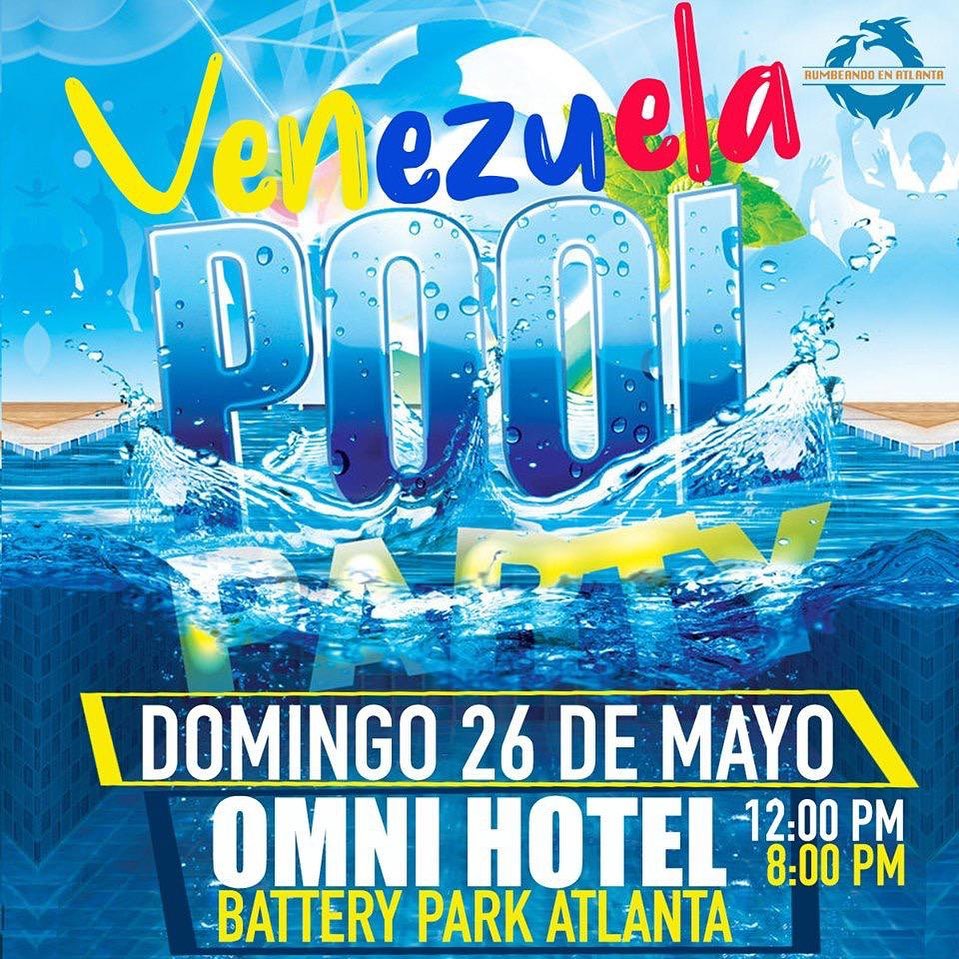 Venezuela
RUMBEANDO EN ATLANTA
POOL
PARTY
DOMINGO 26 DE MAYO
OMNI HOTEL
12:00 PM
8:00 PM
BATTERY PARK ATLANTA